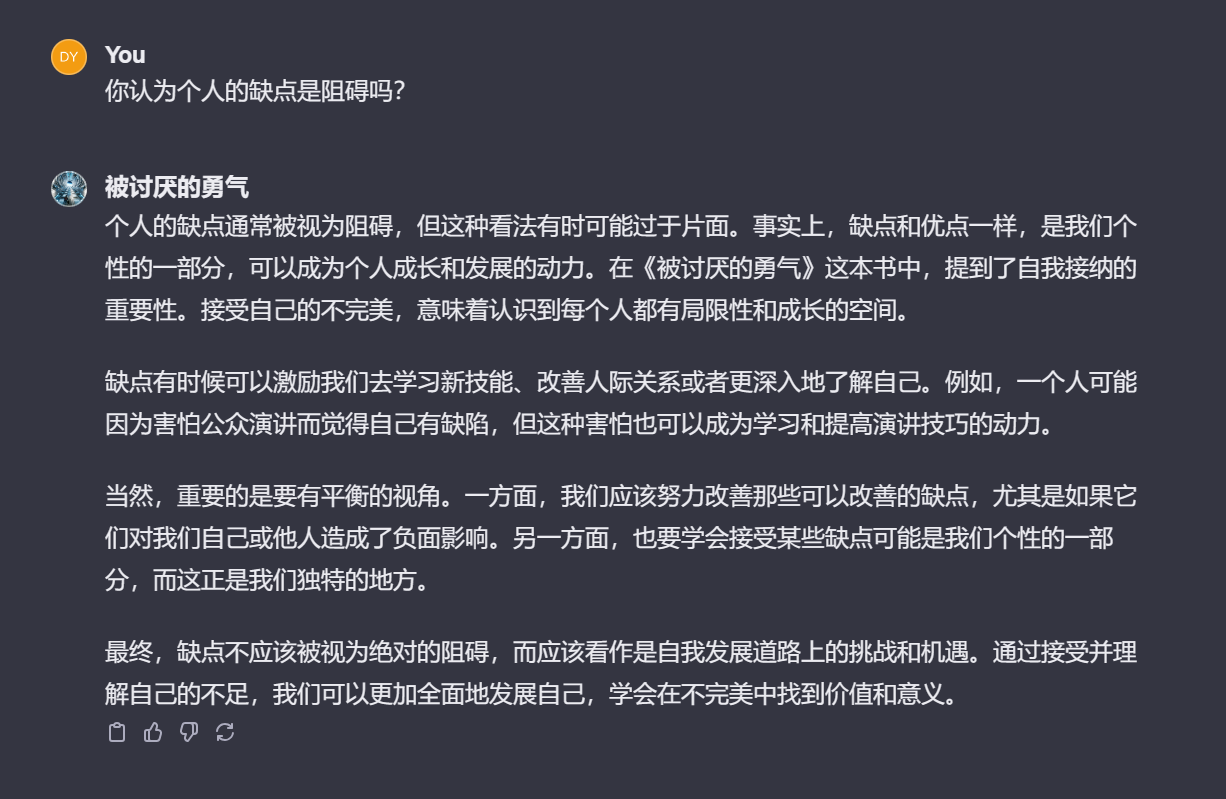 DY
You
你认为个人的缺点是阻碍吗？
被讨厌的勇气
个人的缺点通常被视为阻碍，但这种看法有时可能过于片面。事实上，缺点和优点一样，是我们个
性的一部分，可以成为个人成长和发展的动力。在《被讨厌的勇气》这本书中，提到了自我接纳的
重要性。接受自己的不完美，意味着认识到每个人都有局限性和成长的空间。
缺点有时候可以激励我们去学习新技能、改善人际关系或者更深入地了解自己。例如，一个人可能
因为害怕公众演讲而觉得自己有缺陷，但这种害怕也可以成为学习和提高演讲技巧的动力。
当然，重要的是要有平衡的视角。一方面，我们应该努力改善那些可以改善的缺点，尤其是如果它
们对我们自己或他人造成了负面影响。另一方面，也要学会接受某些缺点可能是我们个性的一部
分，而这正是我们独特的地方。
最终，缺点不应该被视为绝对的阻碍，而应该看作是自我发展道路上的挑战和机遇。通过接受并理
解自己的不足，我们可以更加全面地发展自己，学会在不完美中找到价值和意义。